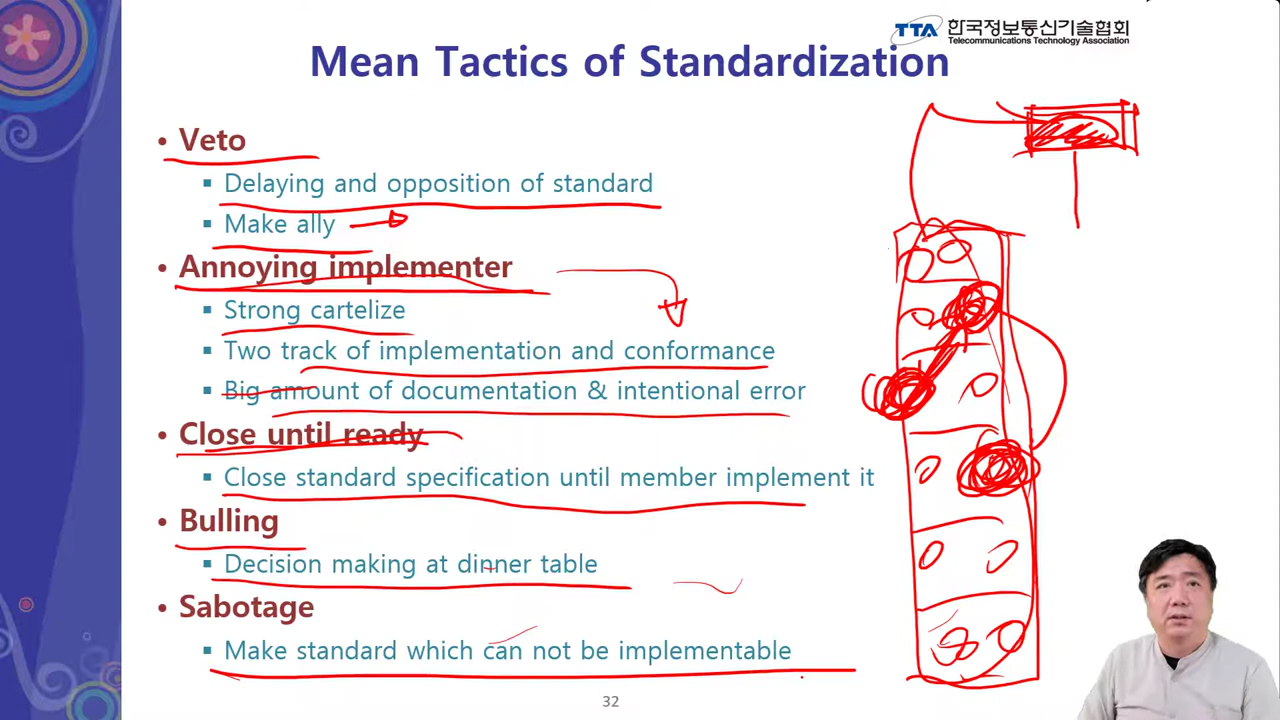 TTA 한국정보통신기술협회
Telecommunications Technology Association
Mean Tactics of Standardization
• Veto
▪ Delaying and opposition of standard
▪ Make ally
• Annoying implementer
▪ Strong cartelize
▪ Two track of implementation and conformance
▪ Big amount of documentation & intentional error
• Close until ready
▪ Close standard specification until member implement it
• Bulling
▪ Decision making at dinner table
• Sabotage
▪ Make standard which can not be implementable
32